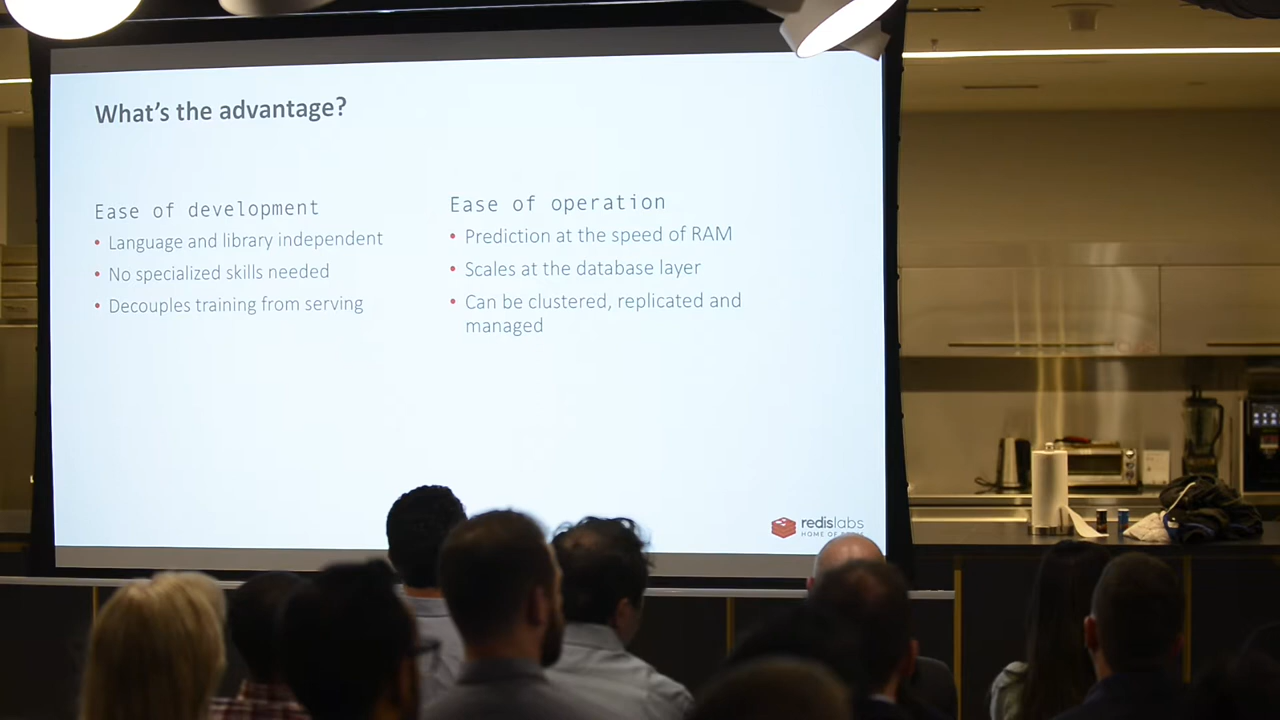 What's the advantage?
Ease of development
• Language and library independent
• No specialized skills needed
• Decouples training from serving
Ease of operation
• Prediction at the speed of RAM
• Scales at the database layer
• Can be clustered, replicated and
managed
redislabs
HOME OF